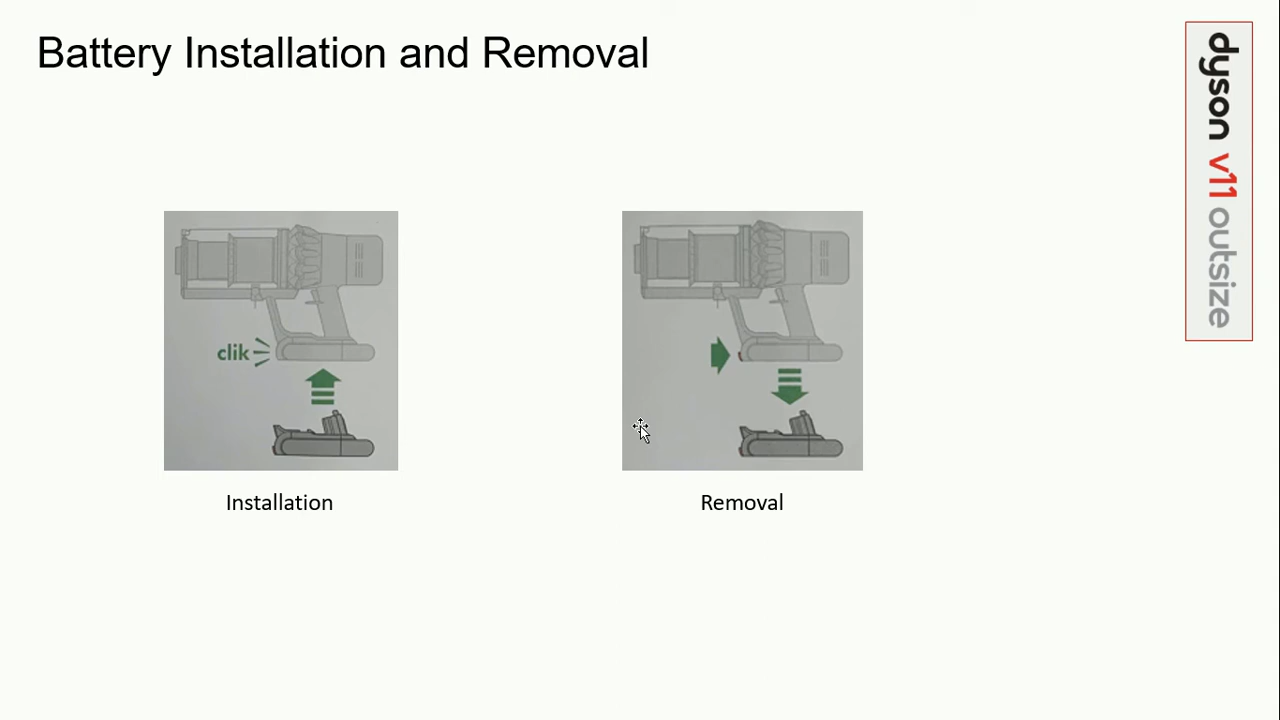 Battery Installation and Removal
dyson v11 outsize
clik
Installation
Removal